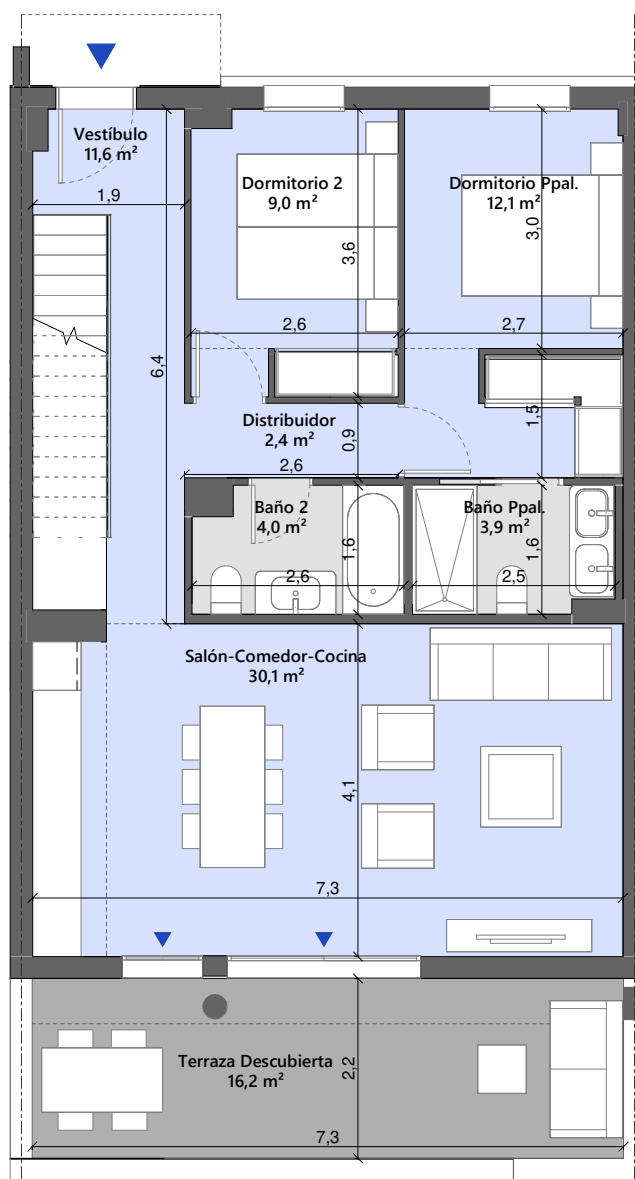 Vestíbulo
11,6 m²
1,9
Dormitorio 2
9,0 m²
3,6
2,6
Dormitorio Ppal.
12,1 m²
3,0
2,7
6,4
Distribuidor
2,4 m²
0,9
2,6
1,5
Baño 2
4,0 m²
1,6
2,6
Baño Ppal.
3,9 m²
1,6
2,5
Salón-Comedor-Cocina
30,1 m²
4,1
7,3
Terraza Descubierta
16,2 m²
2,2
7,3